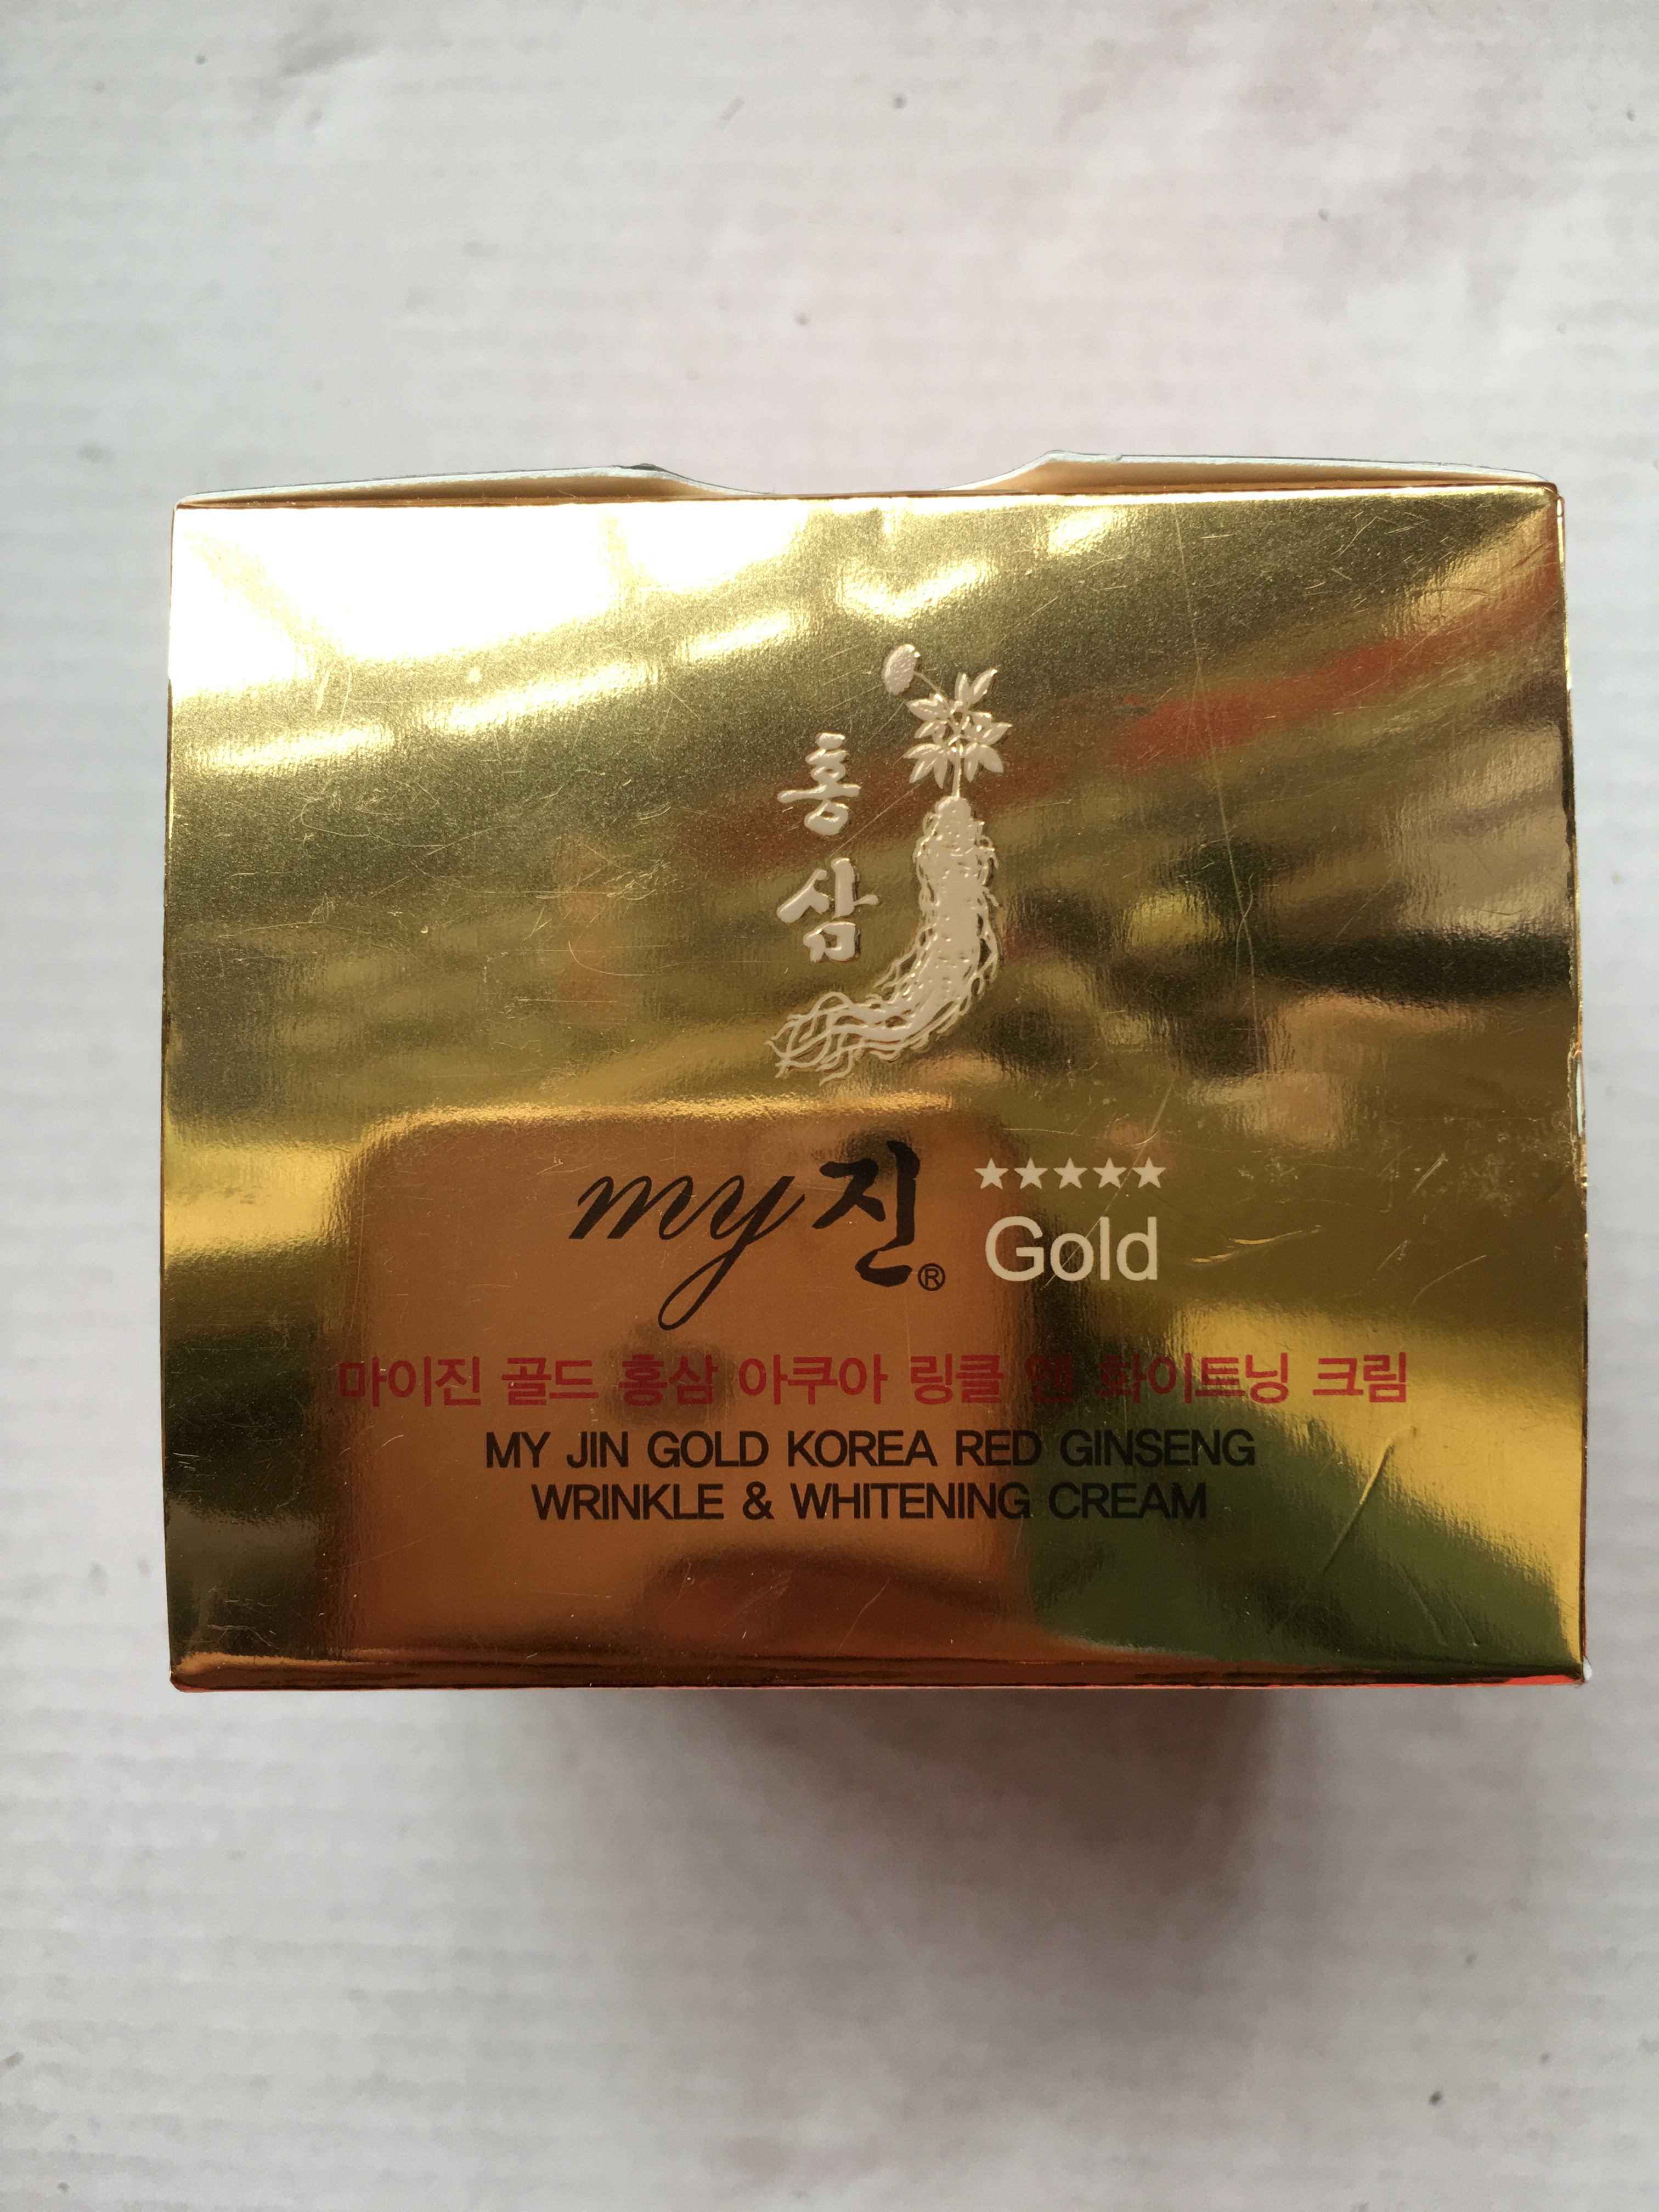 홍
삼
my진® ★★★★★
Gold
마이진 골드 홍삼 아쿠아 링클 앤 화이트닝 크림
MY JIN GOLD KOREA RED GINSENG
WRINKLE & WHITENING CREAM